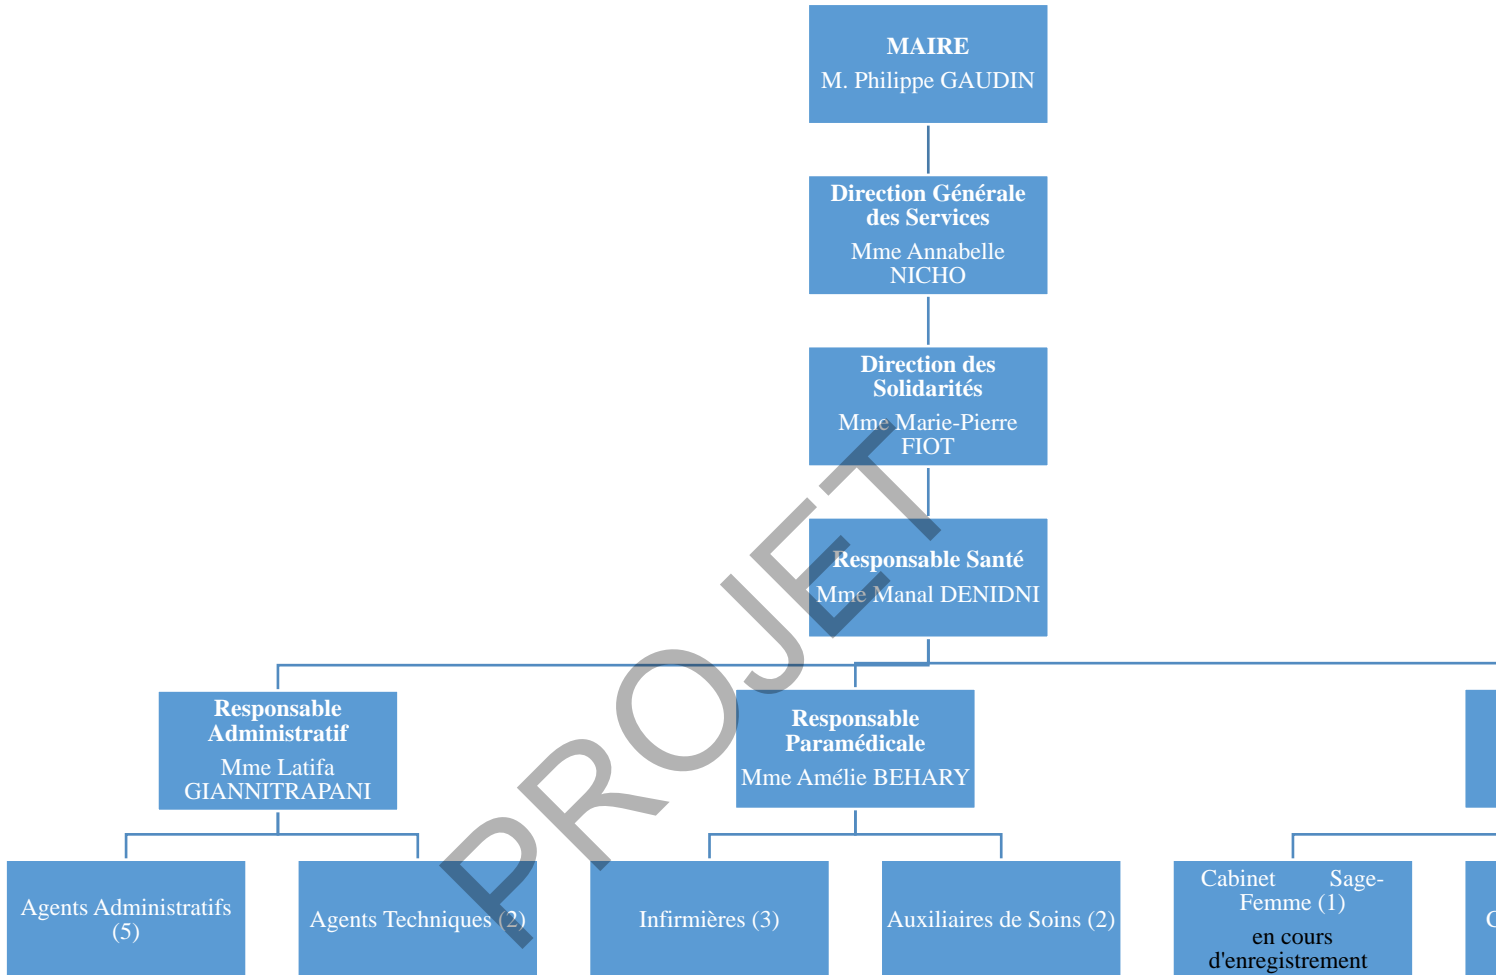 MAIRE
M. Philippe GAUDIN
Direction Générale
des Services
Mme Annabelle
NICHO
Direction des
Solidarités
Mme Marie-Pierre
FIOT
Responsable Santé
Mme Manal DENIDNI
Responsable
Administratif
Mme Latifa
GIANNITRAPANI
Responsable
Paramédicale
Mme Amélie BEHARY
Agents Administratifs
(5)
Agents Techniques (2)
Infirmières (3)
Auxiliaires de Soins (2)
Cabinet Sage-
Femme (1)
en cours
d'enregistrement
PROJET